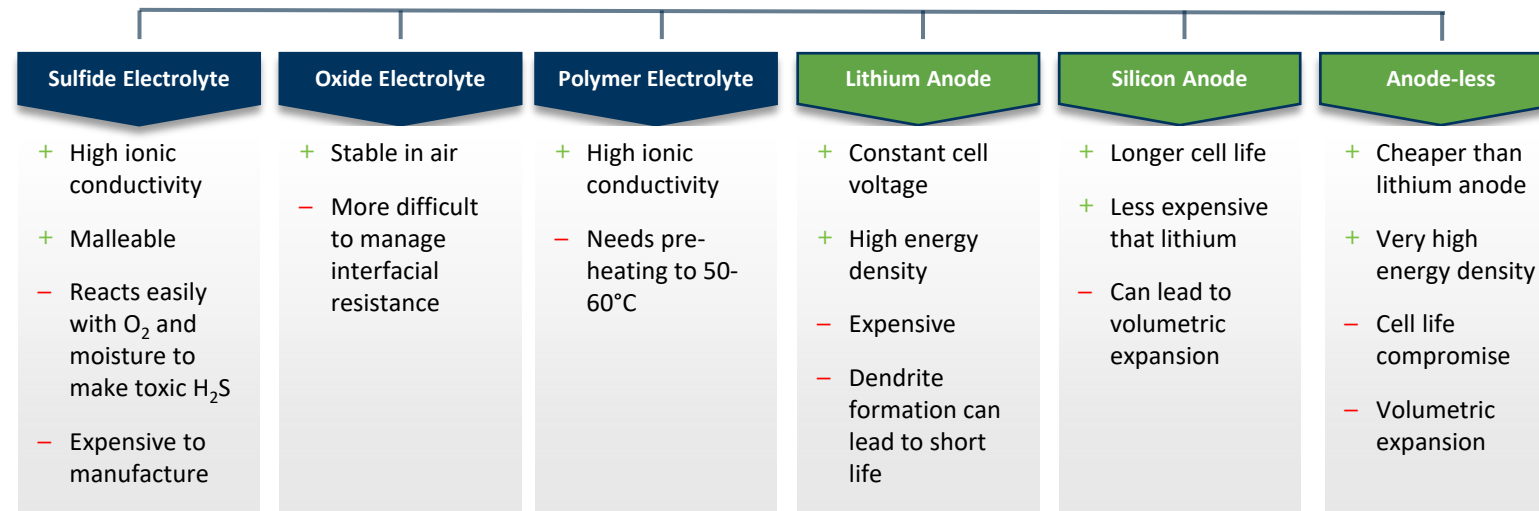 Sulfide Electrolyte
+ High ionic
conductivity
+ Malleable
– Reacts easily
with O₂ and
moisture to
make toxic H₂S
– Expensive to
manufacture
Oxide Electrolyte
+ Stable in air
– More difficult
to manage
interfacial
resistance
Polymer Electrolyte
+ High ionic
conductivity
– Needs pre-
heating to 50-
60°C
Lithium Anode
+ Constant cell
voltage
+ High energy
density
– Expensive
– Dendrite
formation can
lead to short
life
Silicon Anode
+ Longer cell life
+ Less expensive
that lithium
– Can lead to
volumetric
expansion
Anode-less
+ Cheaper than
lithium anode
+ Very high
energy density
– Cell life
compromise
– Volumetric
expansion